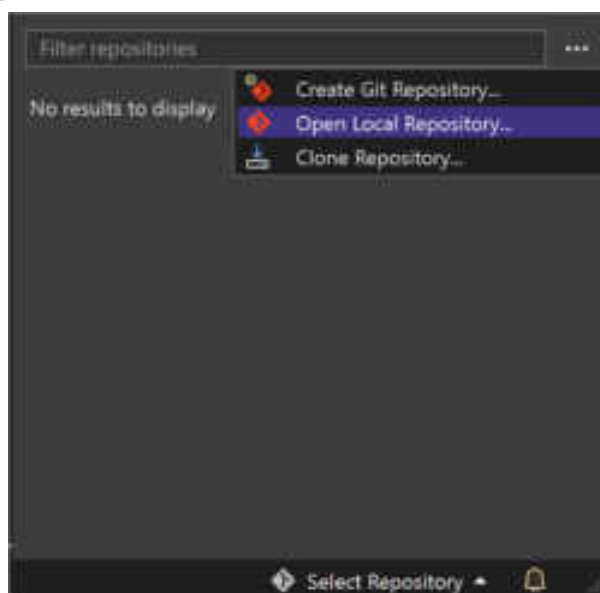 Filter repositories
...
No results to display
Create Git Repository...
Open Local Repository...
Clone Repository...
Select Repository